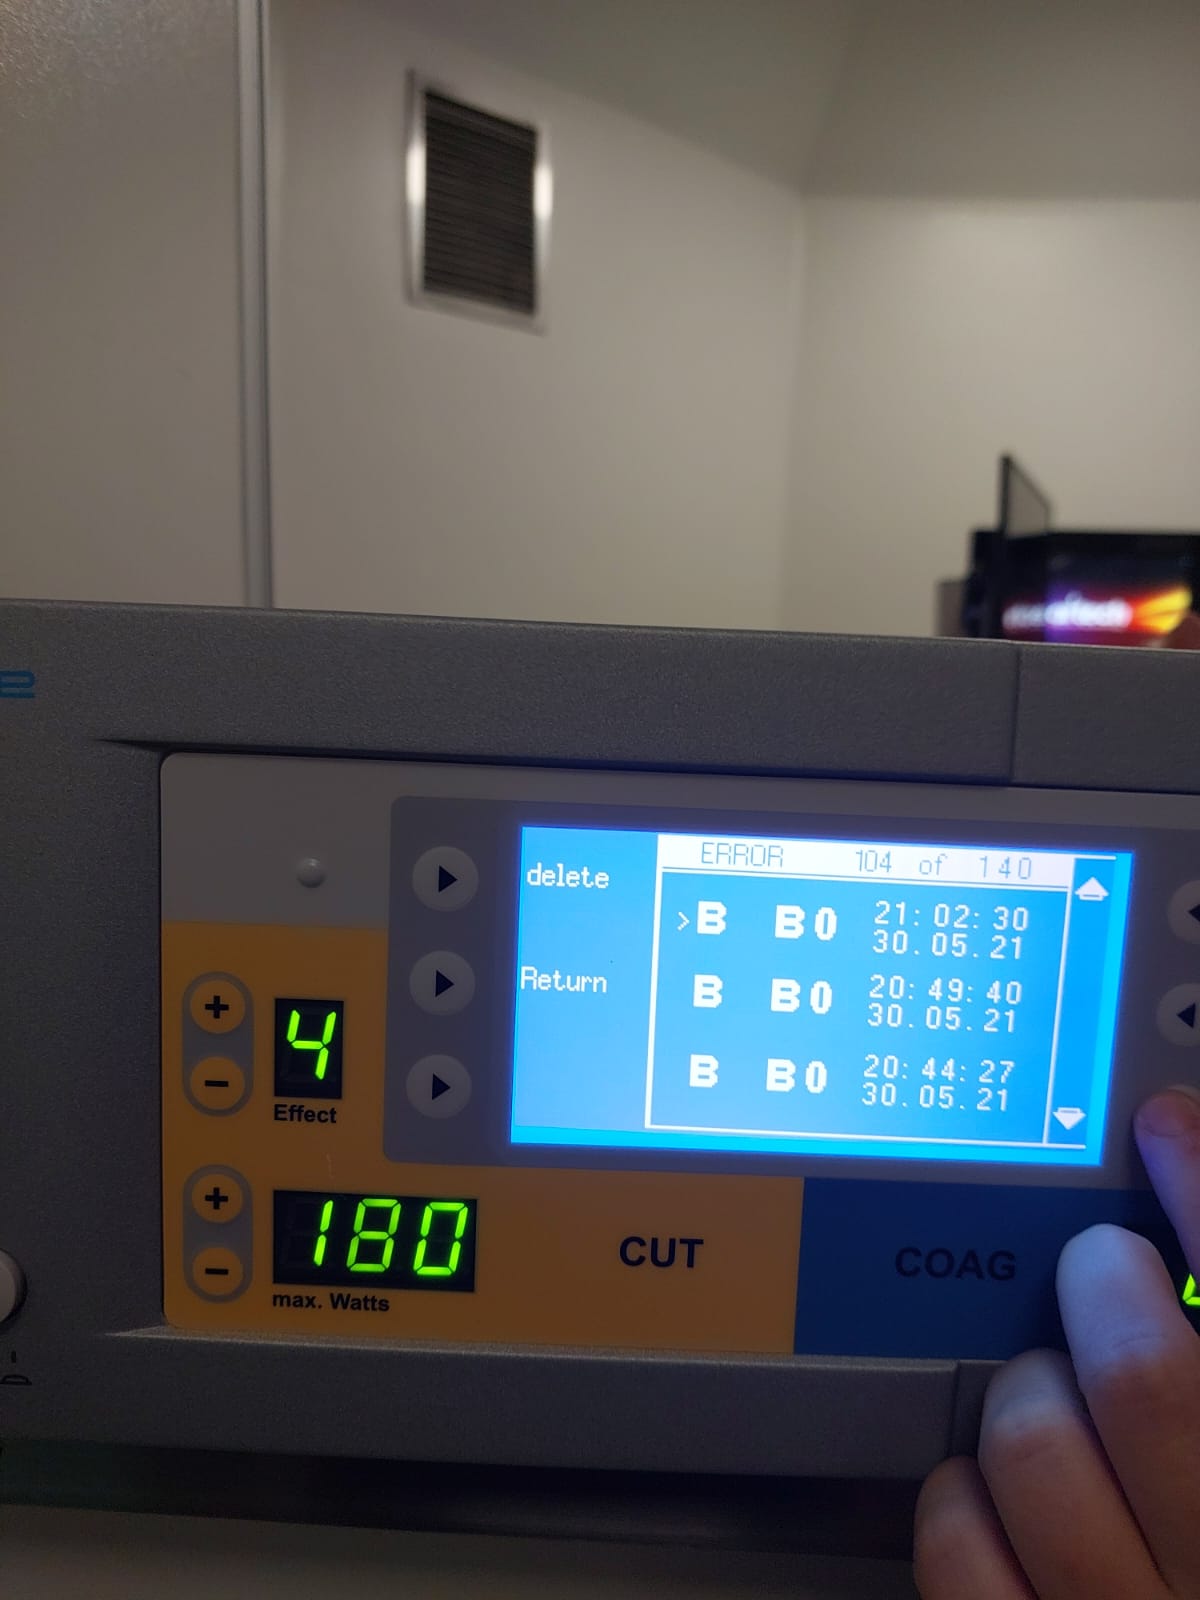 2
delete
ERROR 104 of 140
>B B0 21:02:30
30.05.21
Return
B B0 20:49:40
30.05.21
B B0 20:44:27
30.05.21
+
4
−
Effect
+
180
−
max. Watts
CUT
COAG